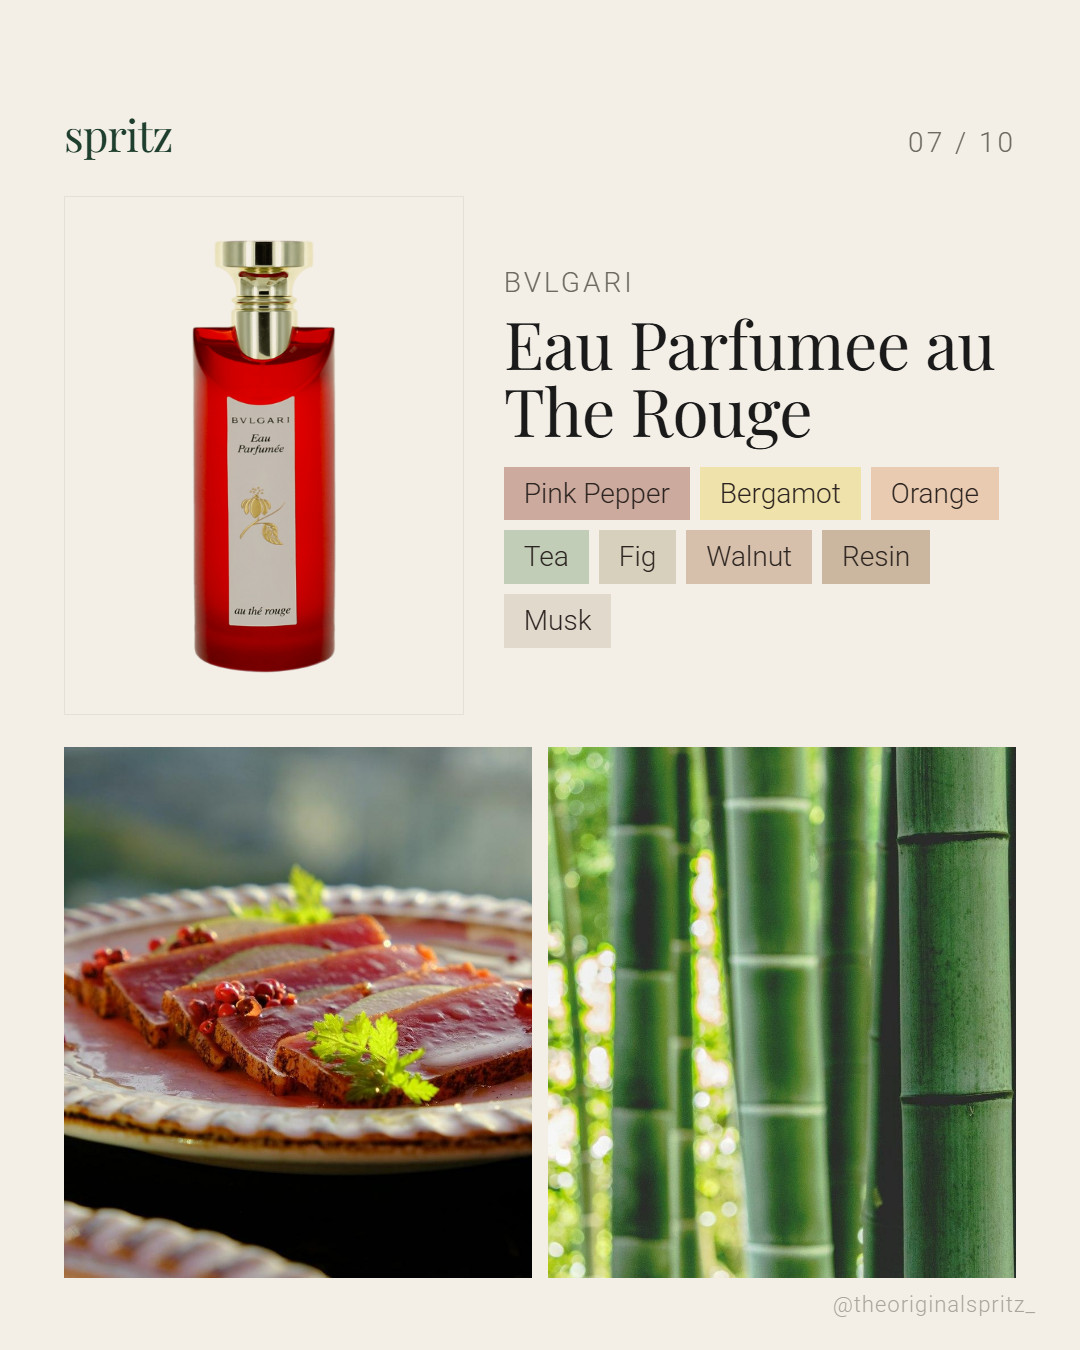 spritz
07 / 10
BVLGARI
Eau
Parfumée
au thé rouge
BVLGARI
Eau Parfumee au
The Rouge
Pink Pepper
Bergamot
Orange
Tea
Fig
Walnut
Resin
Musk
@theoriginalspritz_